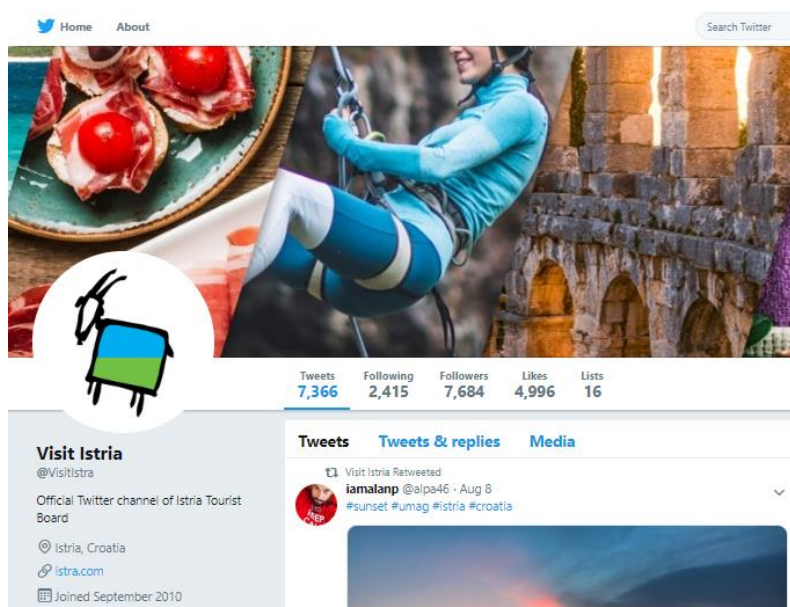 Home About Search Twitter
Tweets Following Followers Likes Lists
7,366 2,415 7,684 4,996 16
Visit Istria
@VisitIstra
Official Twitter channel of Istria Tourist
Board
Istria, Croatia
istra.com
Joined September 2010
Tweets Tweets & replies Media
Visit Istria Retweeted
iamalanp @alpa46 · Aug 8
#sunset #umag #istria #croatia
KEEP